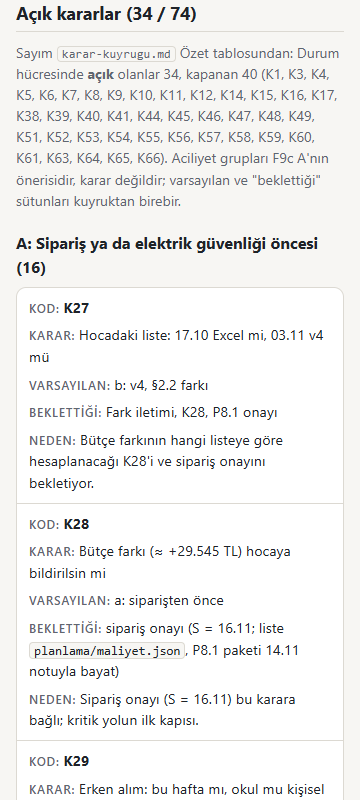 Açık kararlar (34 / 74)
Sayım karar-kuyrugu.md Özet tablosundan: Durum
hücresinde açık olanlar 34, kapanan 40 (K1, K3, K4,
K5, K6, K7, K8, K9, K10, K11, K12, K14, K15, K16, K17,
K38, K39, K40, K41, K44, K45, K46, K47, K48, K49,
K51, K52, K53, K54, K55, K56, K57, K58, K59, K60,
K61, K63, K64, K65, K66). Aciliyet grupları F9c A'nın
önerisidir, karar değildir; varsayılan ve "beklettiği"
sütunları kuyruktan birebir.
A: Sipariş ya da elektrik güvenliği öncesi
(16)
KOD: K27
KARAR: Hocadaki liste: 17.10 Excel mi, 03.11 v4
mü
VARSAYILAN: b: v4, §2.2 farkı
BEKLETTİĞİ: Fark iletimi, K28, P8.1 onayı
NEDEN: Bütçe farkının hangi listeye göre
hesaplanacağı K28'i ve sipariş onayını
bekletiyor.
KOD: K28
KARAR: Bütçe farkı (≈ +29.545 TL) hocaya
bildirilsin mi
VARSAYILAN: a: siparişten önce
BEKLETTİĞİ: sipariş onayı (S = 16.11; liste
planlama/maliyet.json, P8.1 paketi 14.11
notuyla bayat)
NEDEN: Sipariş onayı (S = 16.11) bu karara
bağlı; kritik yolun ilk kapısı.
KOD: K29
KARAR: Erken alım: bu hafta mı, okul mu kişisel